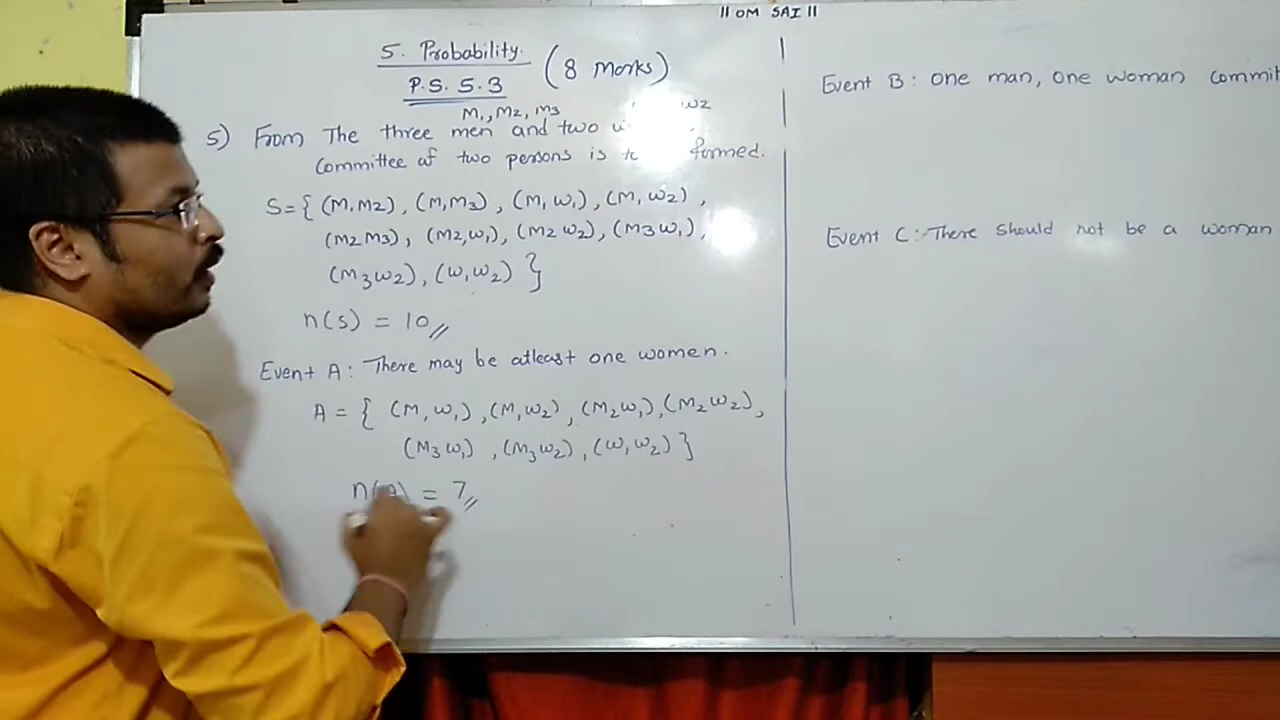 || OM SAI ||
5. Probability.
P.S. 5.3
(8 Marks)
M1, M2, M3
W2
5) From The three men and two
Committee of two persons is formed.
S = { (M1 M2), (M1 M3), (M1 W1), (M1 W2),
(M2 M3), (M2, W1), (M2 W2), (M3 W1),
(M3 W2), (W1 W2) }
n(S) = 10 //
Event A: There may be atleast one women.
A = { (M1 W1), (M1 W2), (M2 W1), (M2 W2),
(M3 W1), (M3 W2), (W1 W2) }
n(A) = 7 //
Event B: One man, One woman commit
Event C: There should not be a woman